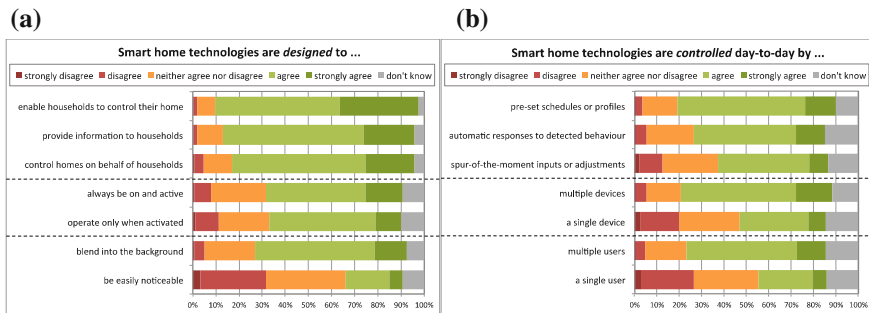 (a)
Smart home technologies are designed to ...
strongly disagree disagree neither agree nor disagree agree strongly agree don't know
enable households to control their home
provide information to households
control homes on behalf of households
always be on and active
operate only when activated
blend into the background
be easily noticeable
0% 10% 20% 30% 40% 50% 60% 70% 80% 90% 100%
(b)
Smart home technologies are controlled day-to-day by ...
strongly disagree disagree neither agree nor disagree agree strongly agree don't know
pre-set schedules or profiles
automatic responses to detected behaviour
spur-of-the-moment inputs or adjustments
multiple devices
a single device
multiple users
a single user
0% 10% 20% 30% 40% 50% 60% 70% 80% 90% 100%